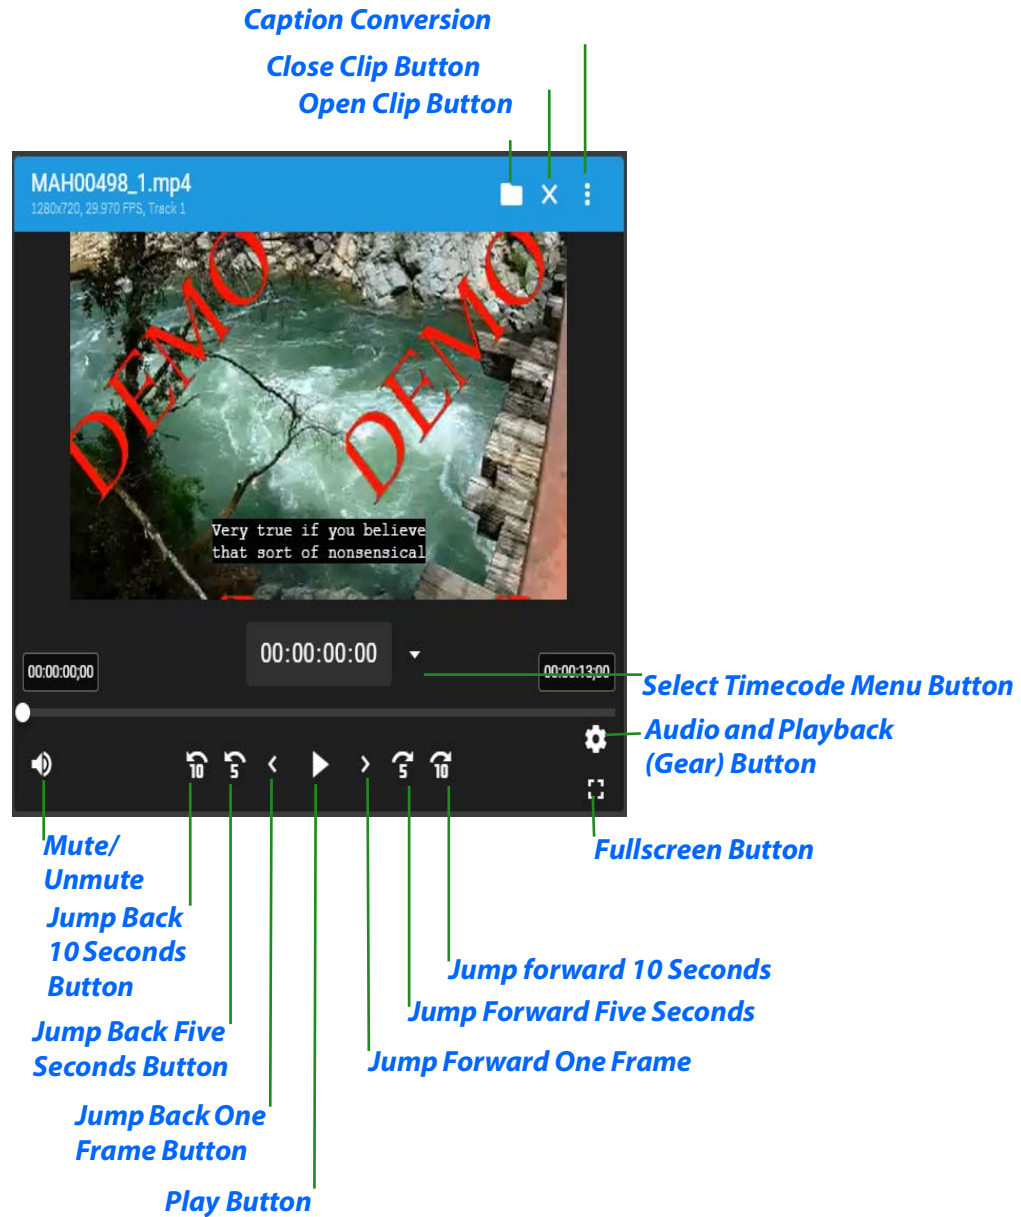 Caption Conversion
Close Clip Button
Open Clip Button
MAH00498_1.mp4
1280x720, 29.970 FPS, Track 1
DEMO DEMO
Very true if you believe
that sort of nonsensical
00:00:00:00
00:00:00;00
00:00:13;00
Select Timecode Menu Button
Audio and Playback
(Gear) Button
10 5 5 10
Fullscreen Button
Mute/
Unmute
Jump Back
10 Seconds
Button
Jump forward 10 Seconds
Jump Forward Five Seconds
Jump Back Five
Seconds Button
Jump Forward One Frame
Jump Back One
Frame Button
Play Button